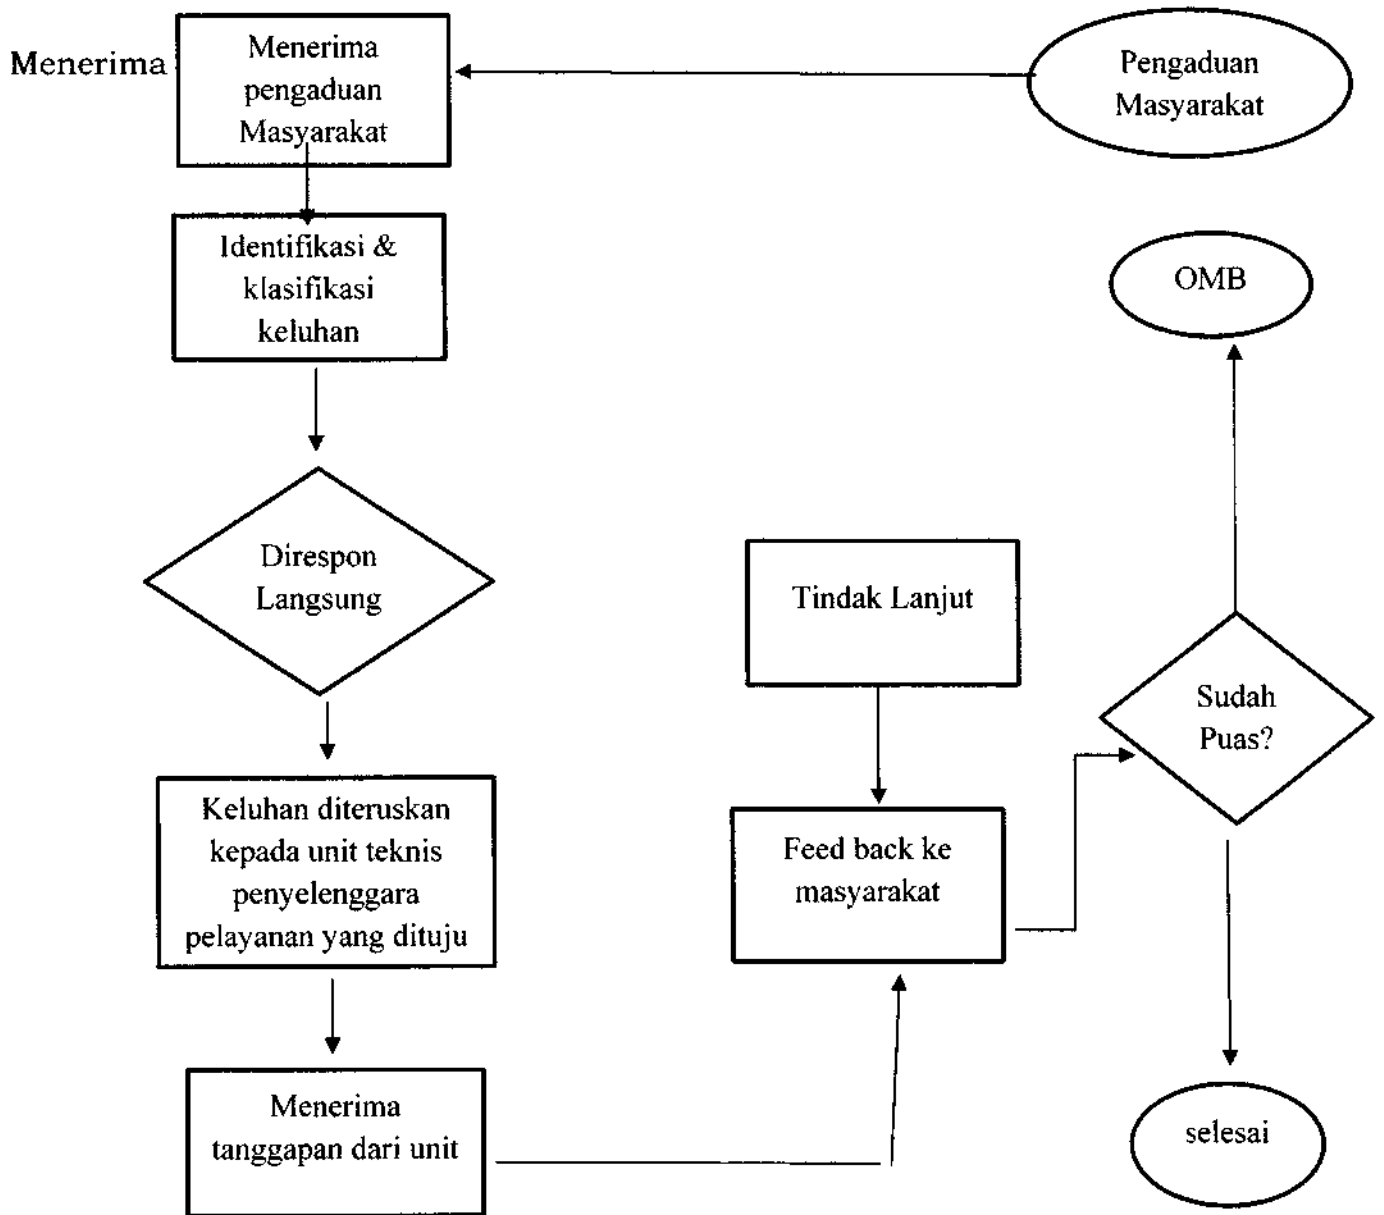 Menerima
Menerima
pengaduan
Masyarakat
Pengaduan
Masyarakat
Identifikasi &
klasifikasi
keluhan
OMB
Direspon
Langsung
Tindak Lanjut
Sudah
Puas?
Keluhan diteruskan
kepada unit teknis
penyelenggara
pelayanan yang dituju
Feed back ke
masyarakat
Menerima
tanggapan dari unit
selesai